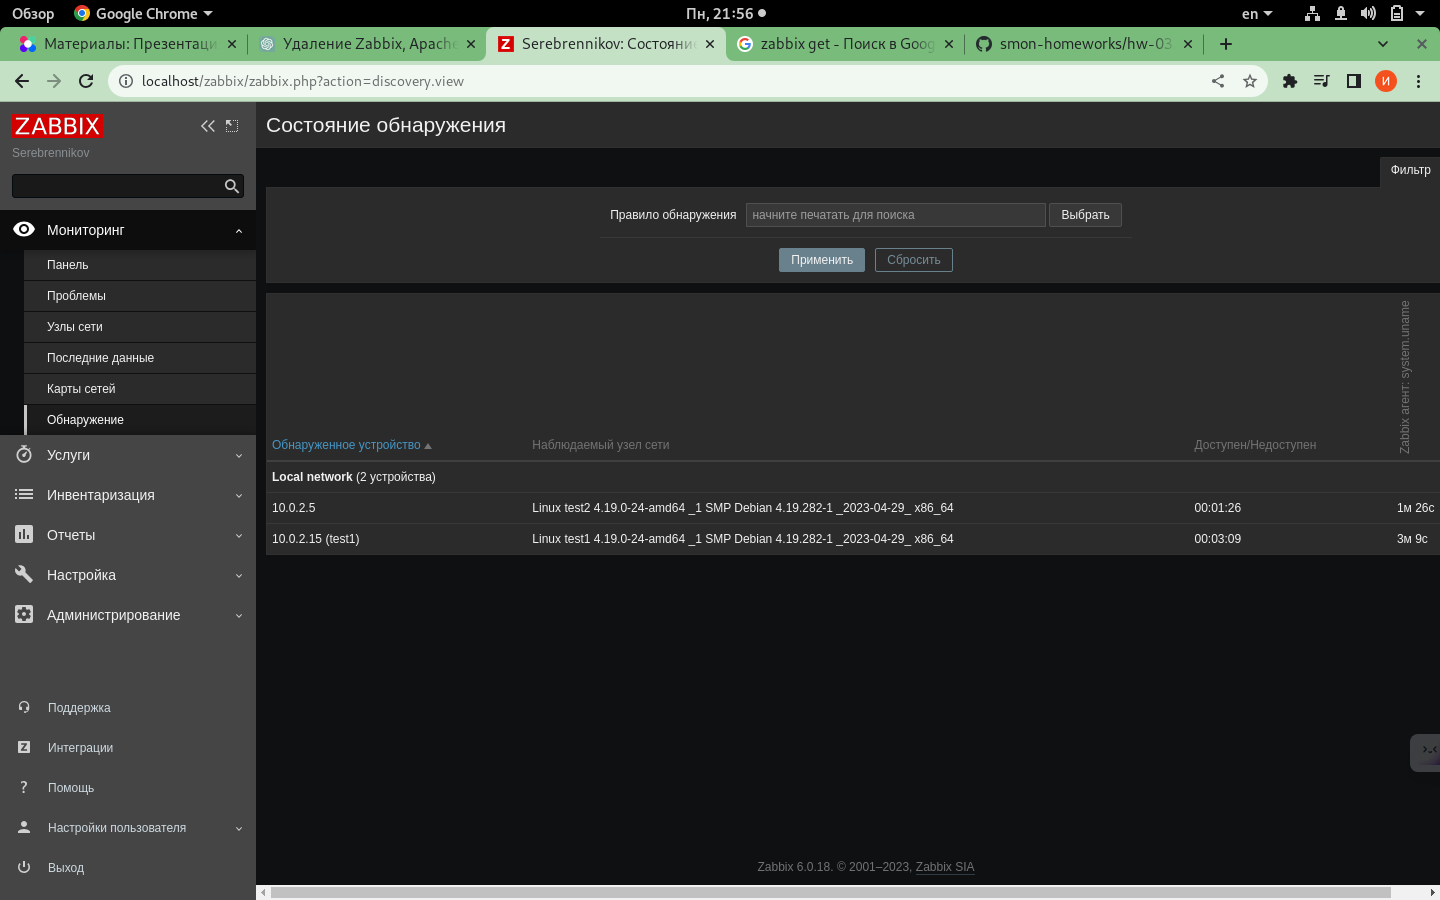 Обзор Google Chrome Пн, 21:56 en
Материалы: Презентаци Удаление Zabbix, Apache Serebrennikov: Состояни zabbix get - Поиск в Goog smon-homeworks/hw-03
localhost/zabbix/zabbix.php?action=discovery.view И
ZABBIX
Serebrennikov
Мониторинг
Панель
Проблемы
Узлы сети
Последние данные
Карты сетей
Обнаружение
Услуги
Инвентаризация
Отчеты
Настройка
Администрирование
Поддержка
Интеграции
Помощь
Настройки пользователя
Выход
Состояние обнаружения
Фильтр
Правило обнаружения начните печатать для поиска Выбрать
Применить Сбросить
Zabbix агент: system.uname
Обнаруженное устройство Наблюдаемый узел сети Доступен/Недоступен
Local network (2 устройства)
10.0.2.5 Linux test2 4.19.0-24-amd64 _1 SMP Debian 4.19.282-1 _2023-04-29_ x86_64 00:01:26 1м 26с
10.0.2.15 (test1) Linux test1 4.19.0-24-amd64 _1 SMP Debian 4.19.282-1 _2023-04-29_ x86_64 00:03:09 3м 9с
Zabbix 6.0.18. © 2001–2023, Zabbix SIA